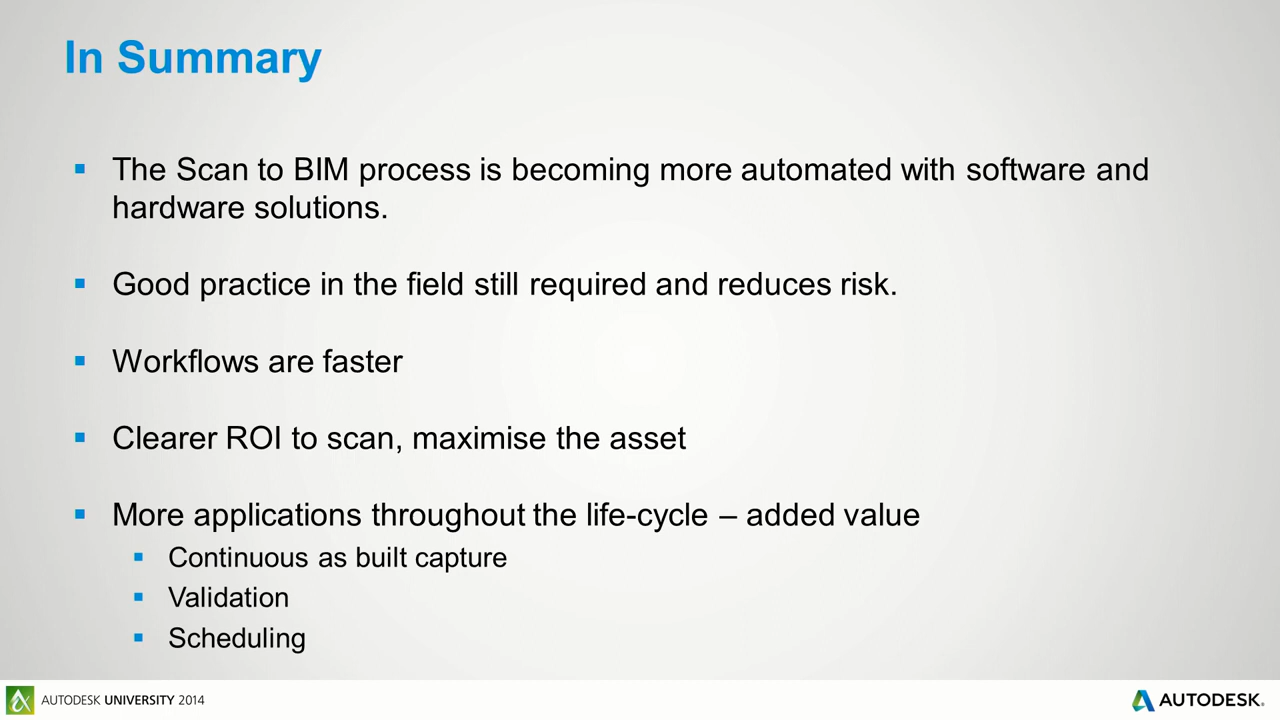 In Summary
The Scan to BIM process is becoming more automated with software and
hardware solutions.
Good practice in the field still required and reduces risk.
Workflows are faster
Clearer ROI to scan, maximise the asset
More applications throughout the life-cycle – added value
Continuous as built capture
Validation
Scheduling
AUTODESK UNIVERSITY 2014
AUTODESK®